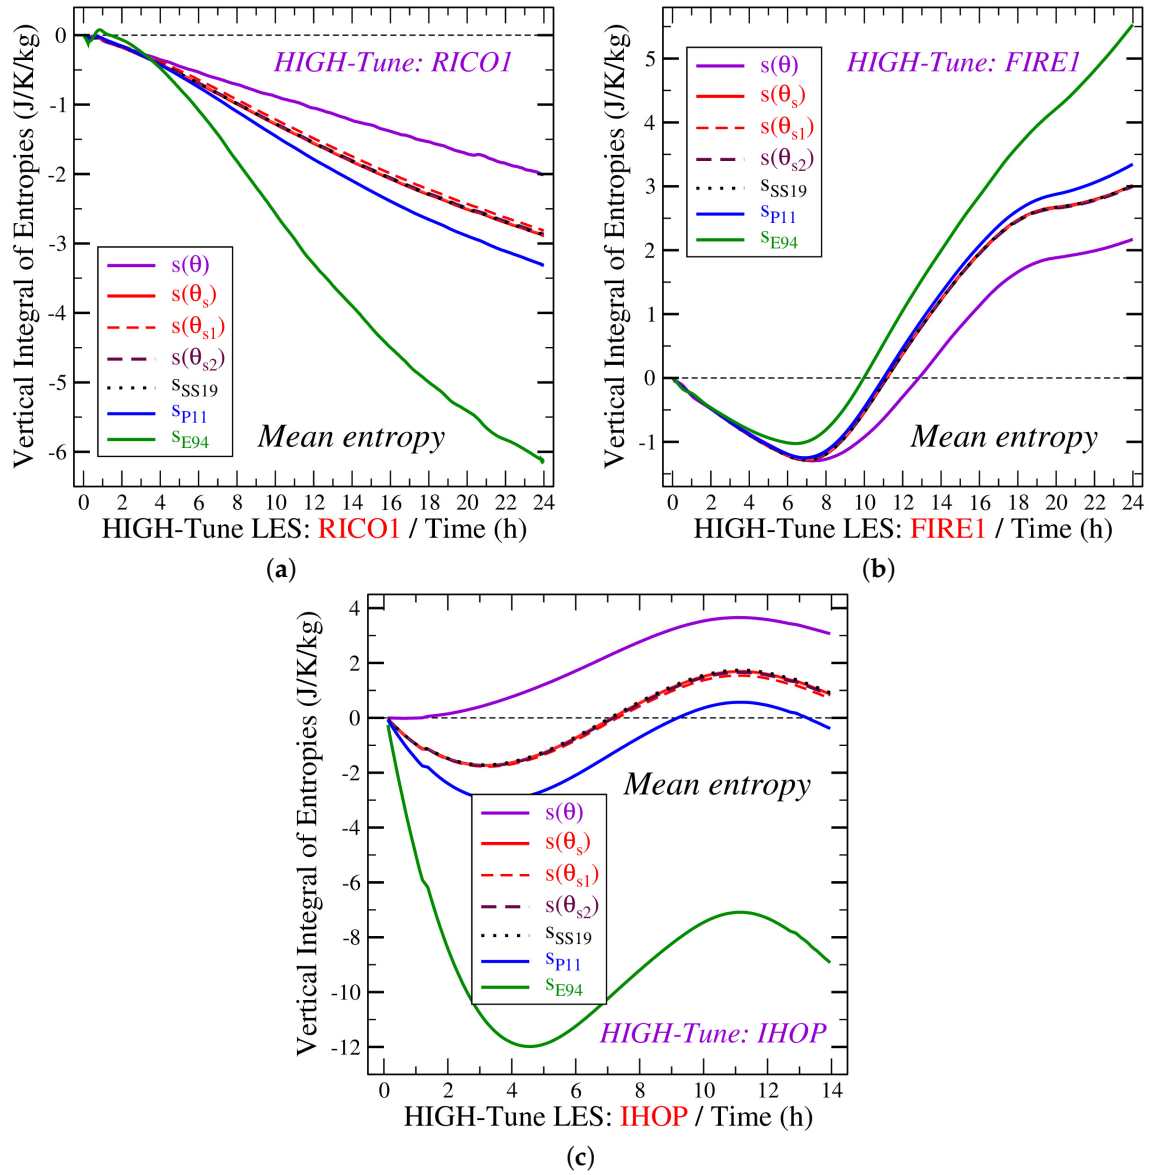 Vertical Integral of Entropies (J/K/kg)
0
-1
-2
-3
-4
-5
-6
HIGH-Tune: RICO1
s(θ)
s(θs)
s(θs1)
s(θs2)
sSS19
sP11
sE94
Mean entropy
0 2 4 6 8 10 12 14 16 18 20 22 24
HIGH-Tune LES: RICO1 / Time (h)
(a)
Vertical Integral of Entropies (J/K/kg)
5
4
3
2
1
0
-1
HIGH-Tune: FIRE1
s(θ)
s(θs)
s(θs1)
s(θs2)
sSS19
sP11
sE94
Mean entropy
0 2 4 6 8 10 12 14 16 18 20 22 24
HIGH-Tune LES: FIRE1 / Time (h)
(b)
Vertical Integral of Entropies (J/K/kg)
4
2
0
-2
-4
-6
-8
-10
-12
Mean entropy
s(θ)
s(θs)
s(θs1)
s(θs2)
sSS19
sP11
sE94
HIGH-Tune: IHOP
0 2 4 6 8 10 12 14
HIGH-Tune LES: IHOP / Time (h)
(c)